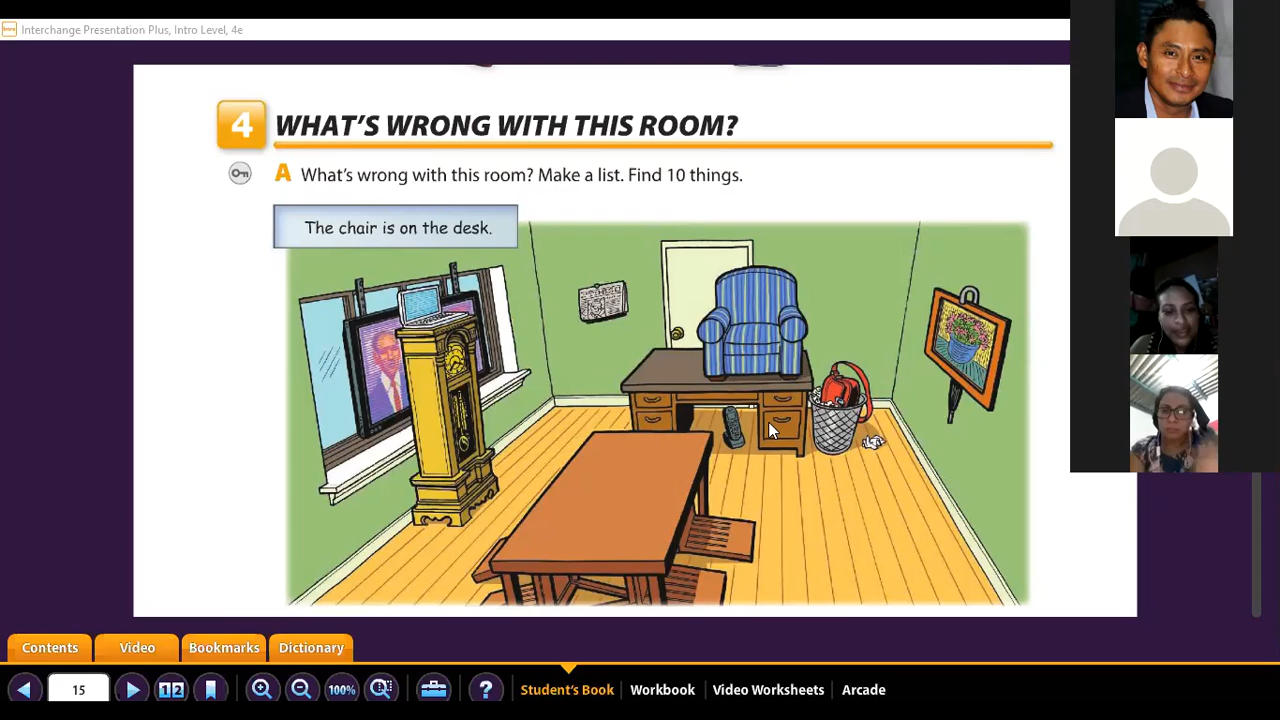 Interchange Presentation Plus, Intro Level, 4e
4 WHAT'S WRONG WITH THIS ROOM?
A What's wrong with this room? Make a list. Find 10 things.
The chair is on the desk.
Contents Video Bookmarks Dictionary
15 1 2 100% ? Student's Book Workbook Video Worksheets Arcade